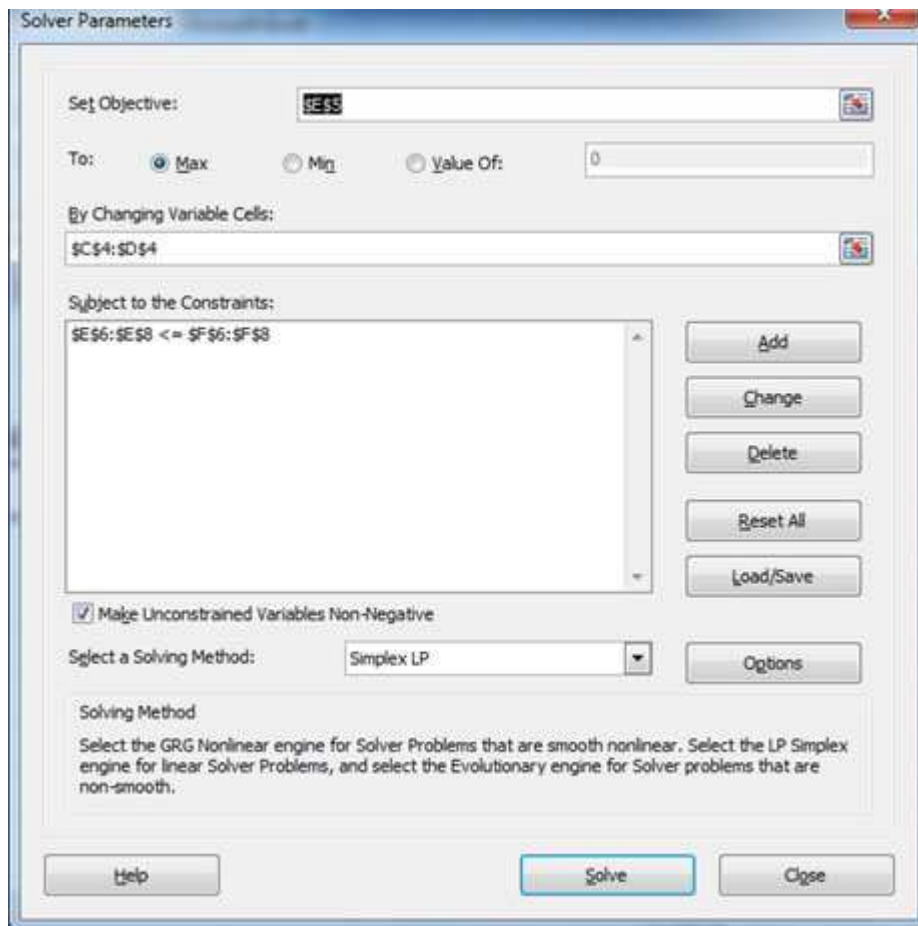 Solver Parameters
Set Objective:
$E$5
To:
Max
Min
Value Of:
0
By Changing Variable Cells:
$C$4:$D$4
Subject to the Constraints:
$E$6:$E$8 <= $F$6:$F$8
Add
Change
Delete
Reset All
Load/Save
Make Unconstrained Variables Non-Negative
Select a Solving Method:
Simplex LP
Options
Solving Method
Select the GRG Nonlinear engine for Solver Problems that are smooth nonlinear. Select the LP Simplex
engine for linear Solver Problems, and select the Evolutionary engine for Solver problems that are
non-smooth.
Help
Solve
Close